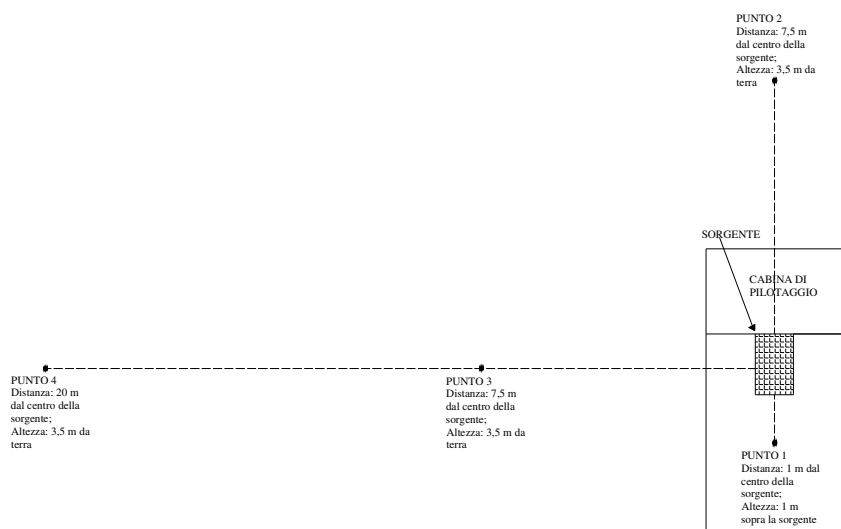 PUNTO 2
Distanza: 7,5 m
dal centro della
sorgente;
Altezza: 3,5 m da
terra
SORGENTE
CABINA DI
PILOTAGGIO
PUNTO 4
Distanza: 20 m
dal centro della
sorgente;
Altezza: 3,5 m da
terra
PUNTO 3
Distanza: 7,5 m
dal centro della
sorgente;
Altezza: 3,5 m da
terra
PUNTO 1
Distanza: 1 m dal
centro della
sorgente;
Altezza: 1 m
sopra la sorgente